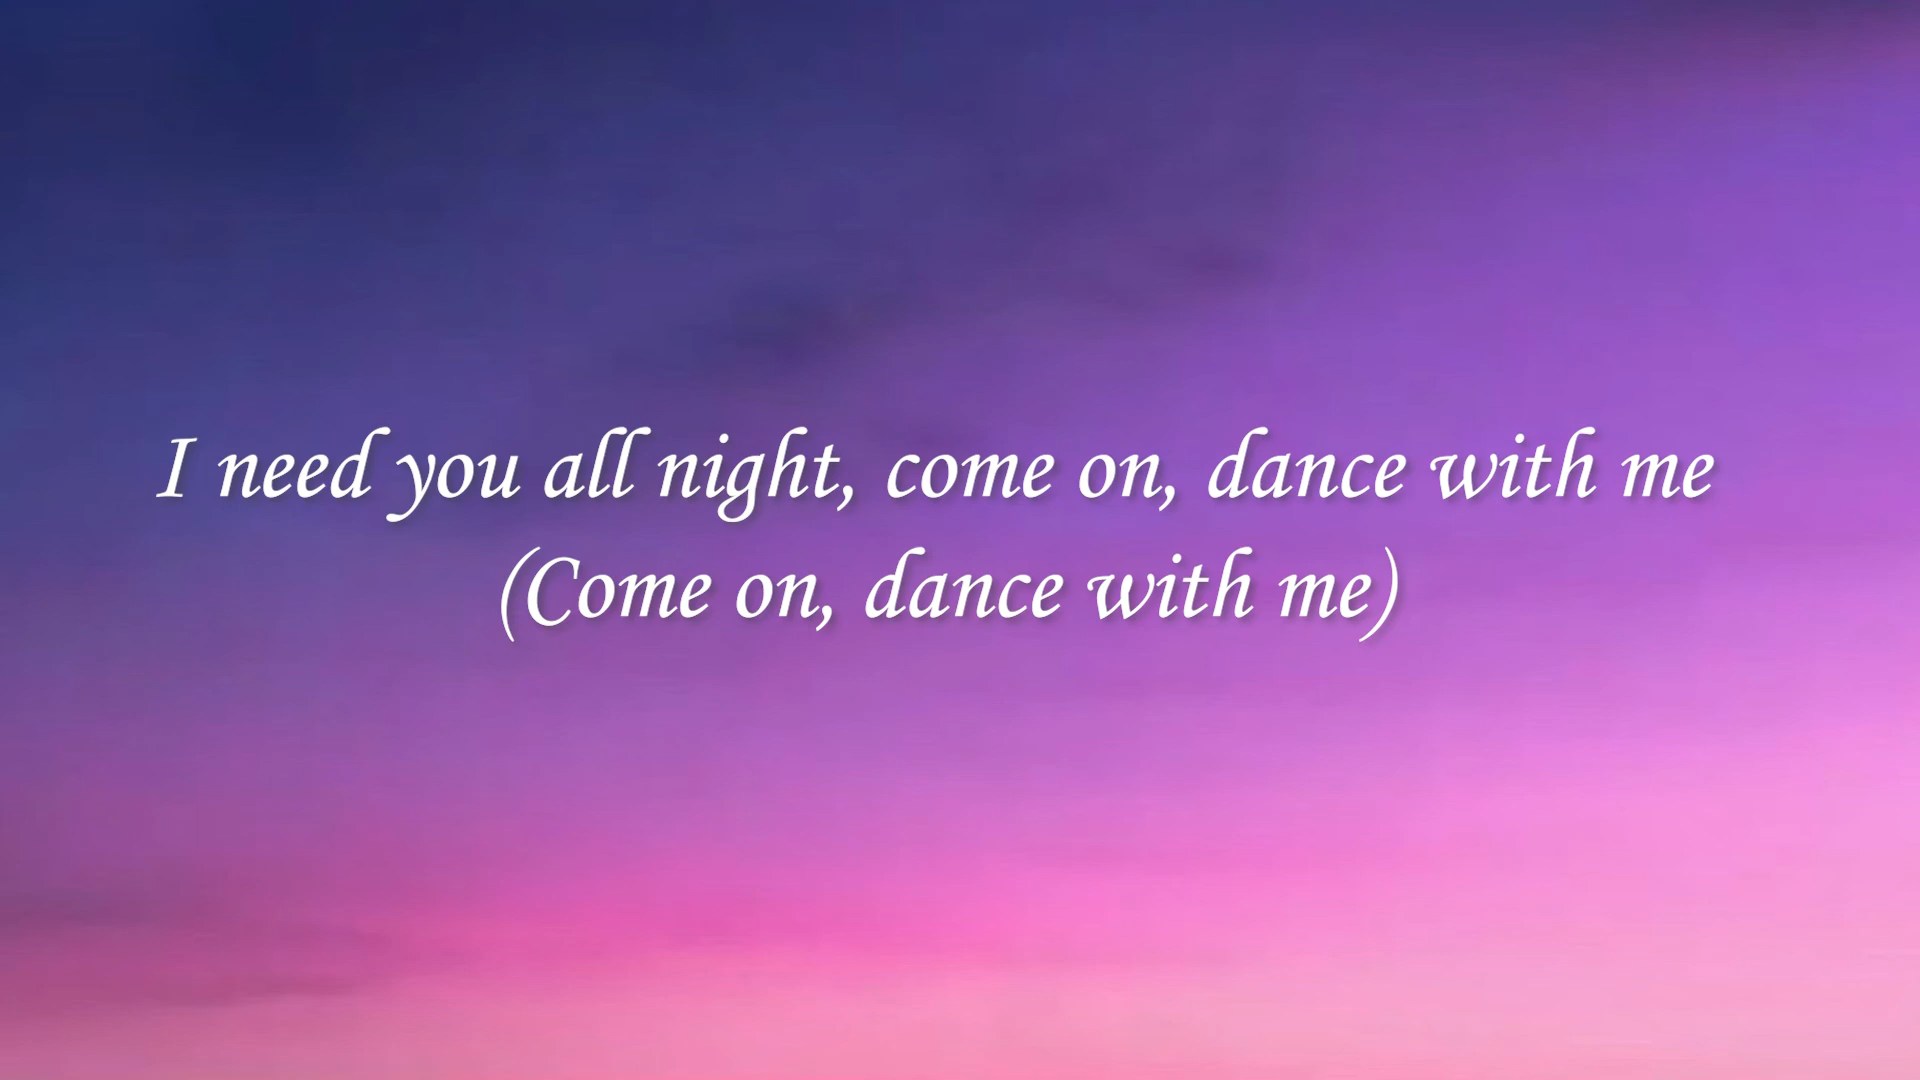 I need you all night, come on, dance with me
(Come on, dance with me)